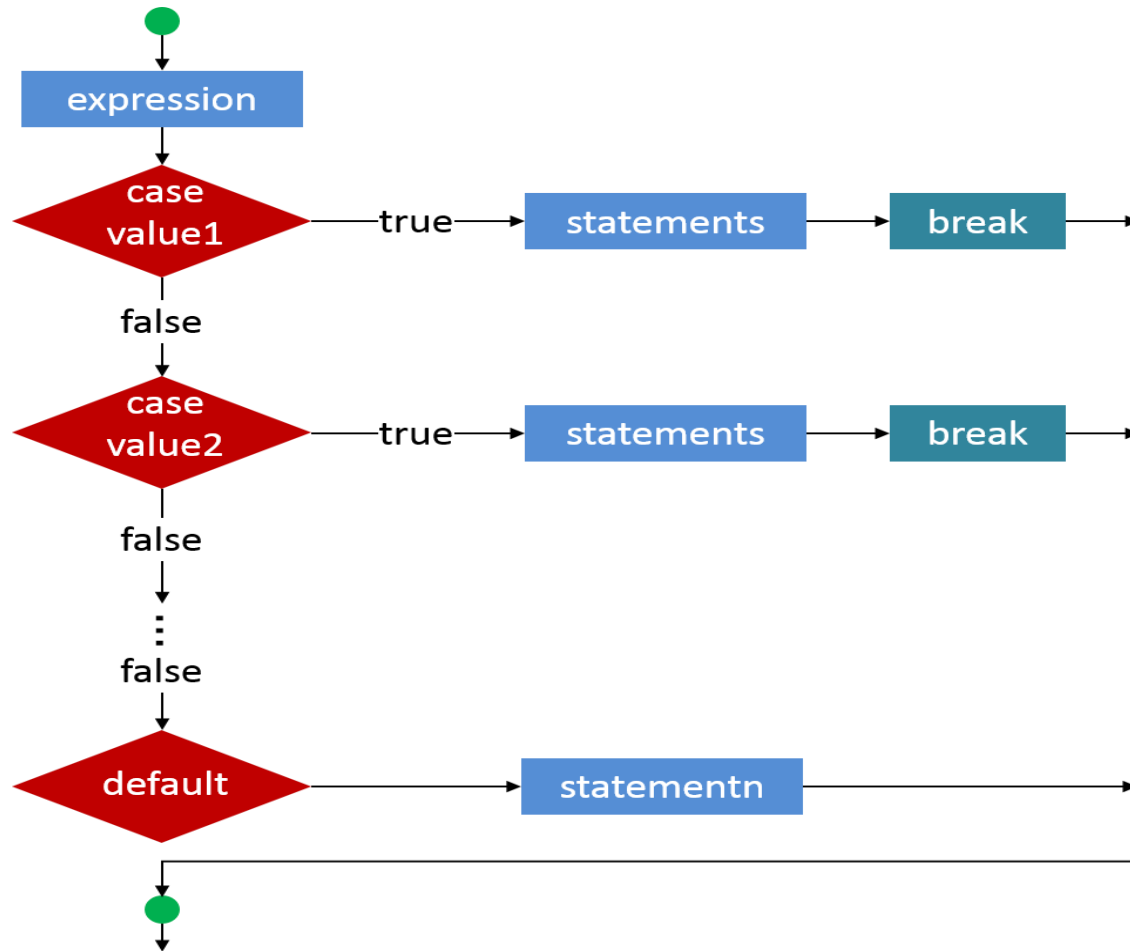 expression
case
value1
true
statements
break
false
case
value2
true
statements
break
false
⋮
false
default
statementn